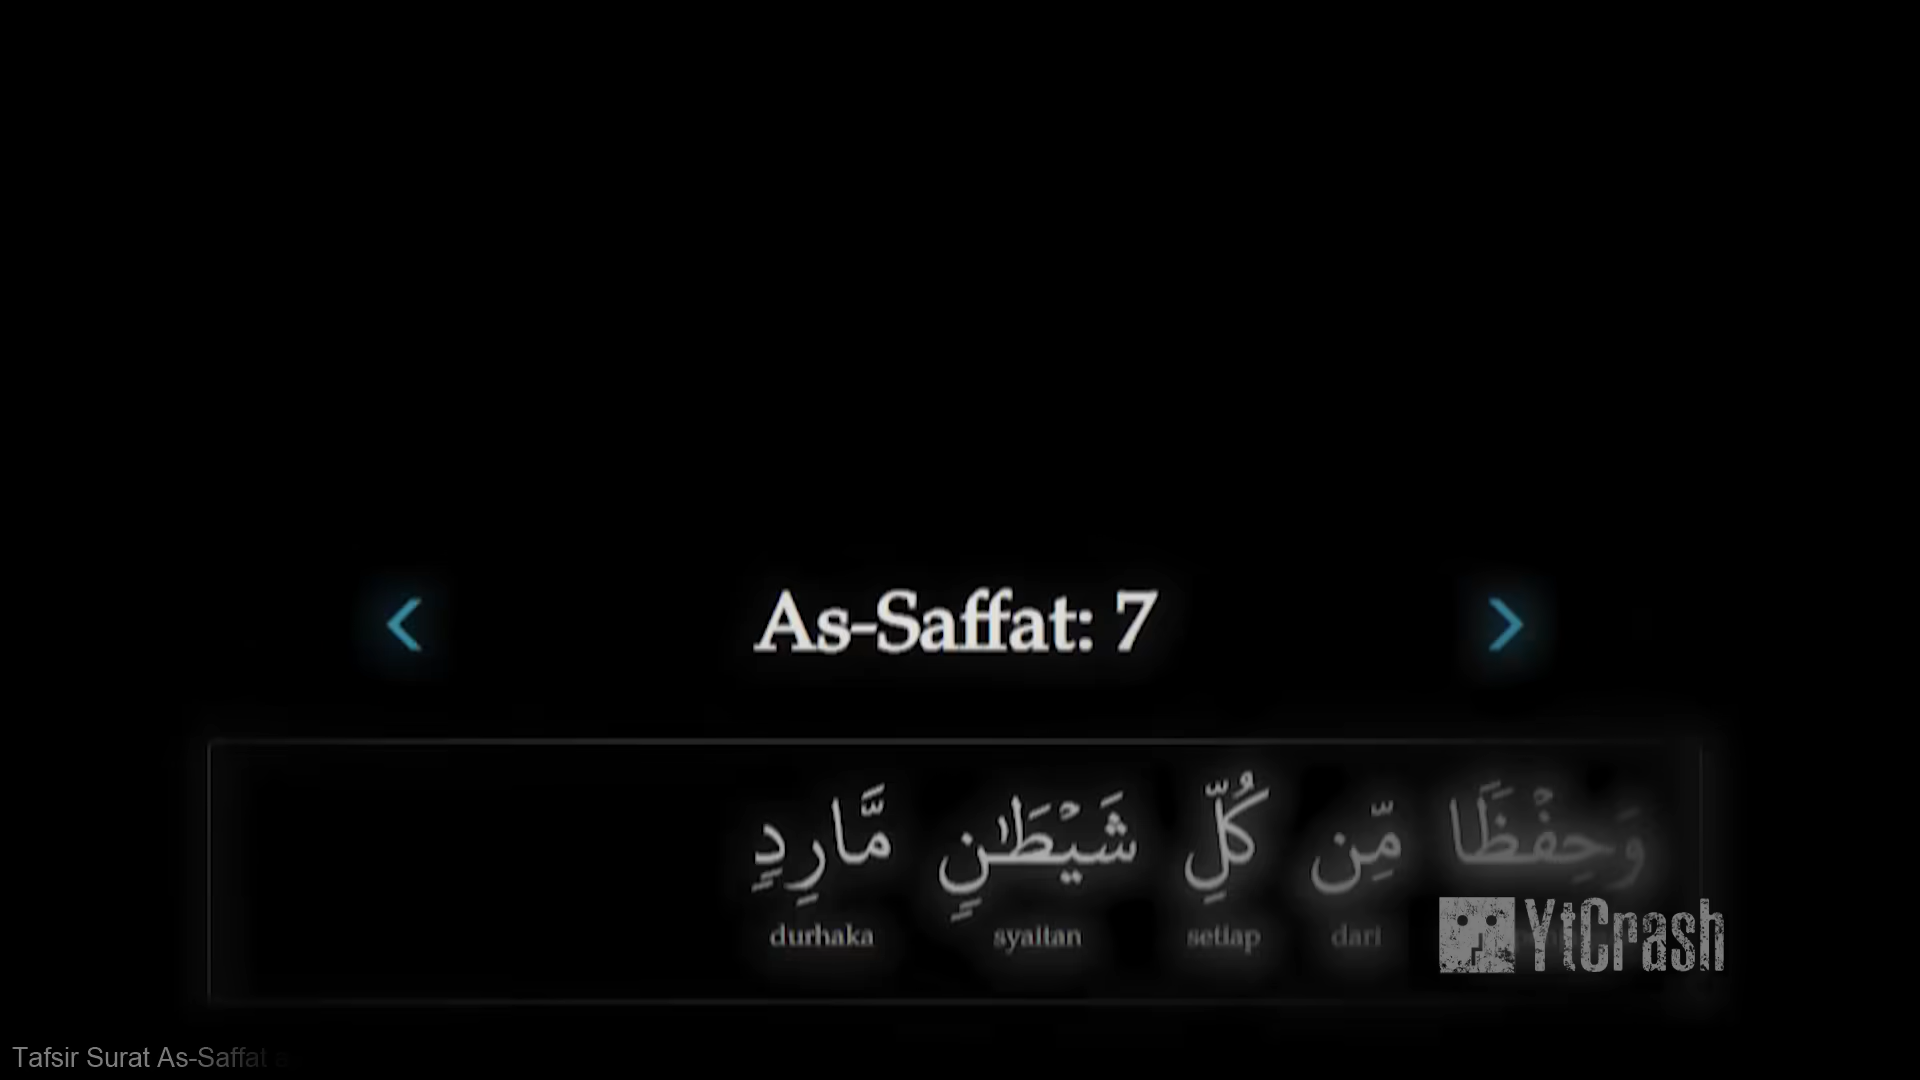 As-Saffat: 7
وَحِفْظًا مِّن كُلِّ شَيْطَٰنٍ مَّارِدٍ
dari setiap syaitan durhaka
YtCrash
Tafsir Surat As-Saffat a